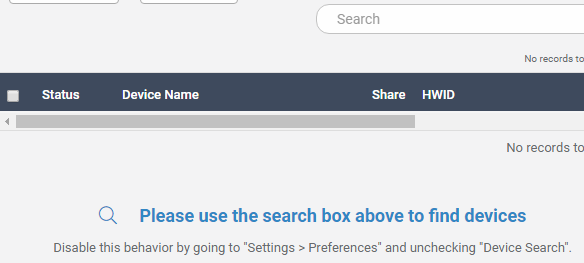 Search
No records to
Status Device Name Share HWID
No records to
Please use the search box above to find devices
Disable this behavior by going to "Settings > Preferences" and unchecking "Device Search".